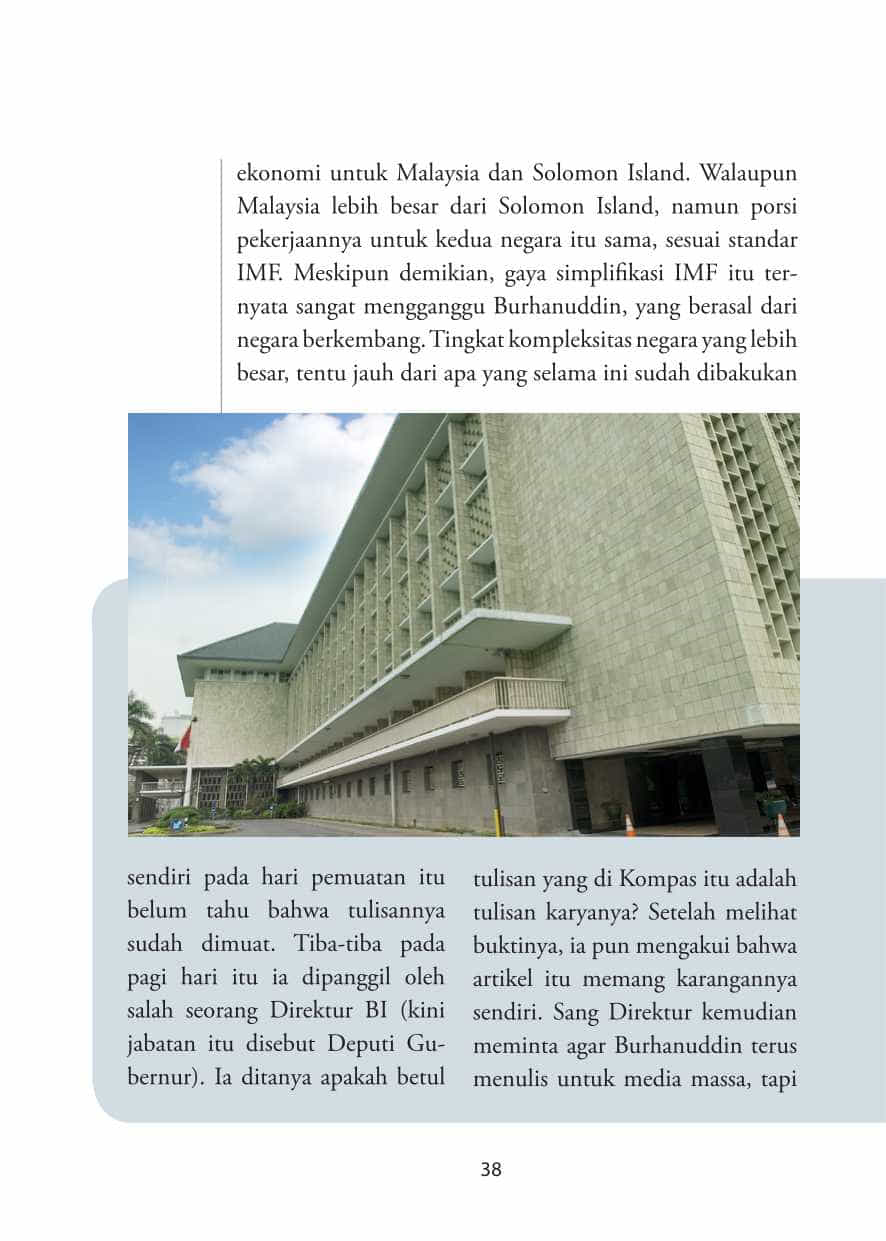 ekonomi untuk Malaysia dan Solomon Island. Walaupun
Malaysia lebih besar dari Solomon Island, namun porsi
pekerjaannya untuk kedua negara itu sama, sesuai standar
IMF. Meskipun demikian, gaya simplifikasi IMF itu ter-
nyata sangat mengganggu Burhanuddin, yang berasal dari
negara berkembang. Tingkat kompleksitas negara yang lebih
besar, tentu jauh dari apa yang selama ini sudah dibakukan
sendiri pada hari pemuatan itu
belum tahu bahwa tulisannya
sudah dimuat. Tiba-tiba pada
pagi hari itu ia dipanggil oleh
salah seorang Direktur BI (kini
jabatan itu disebut Deputi Gu-
bernur). Ia ditanya apakah betul
tulisan yang di Kompas itu adalah
tulisan karyanya? Setelah melihat
buktinya, ia pun mengakui bahwa
artikel itu memang karangannya
sendiri. Sang Direktur kemudian
meminta agar Burhanuddin terus
menulis untuk media massa, tapi
38